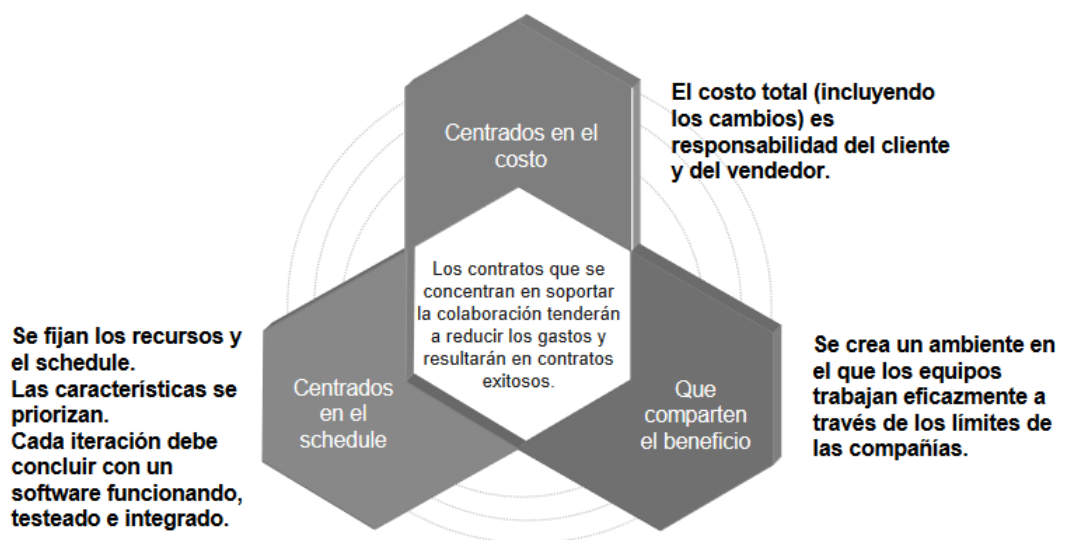 Centrados en el
costo
El costo total (incluyendo
los cambios) es
responsabilidad del cliente
y del vendedor.
Los contratos que se
concentran en soportar
la colaboración tenderán
a reducir los gastos y
resultarán en contratos
exitosos.
Se fijan los recursos y
el schedule.
Las características se
priorizan.
Cada iteración debe
concluir con un
software funcionando,
testeado e integrado.
Centrados
en el
schedule
Que
comparten
el beneficio
Se crea un ambiente en
el que los equipos
trabajan eficazmente a
través de los límites de
las compañías.